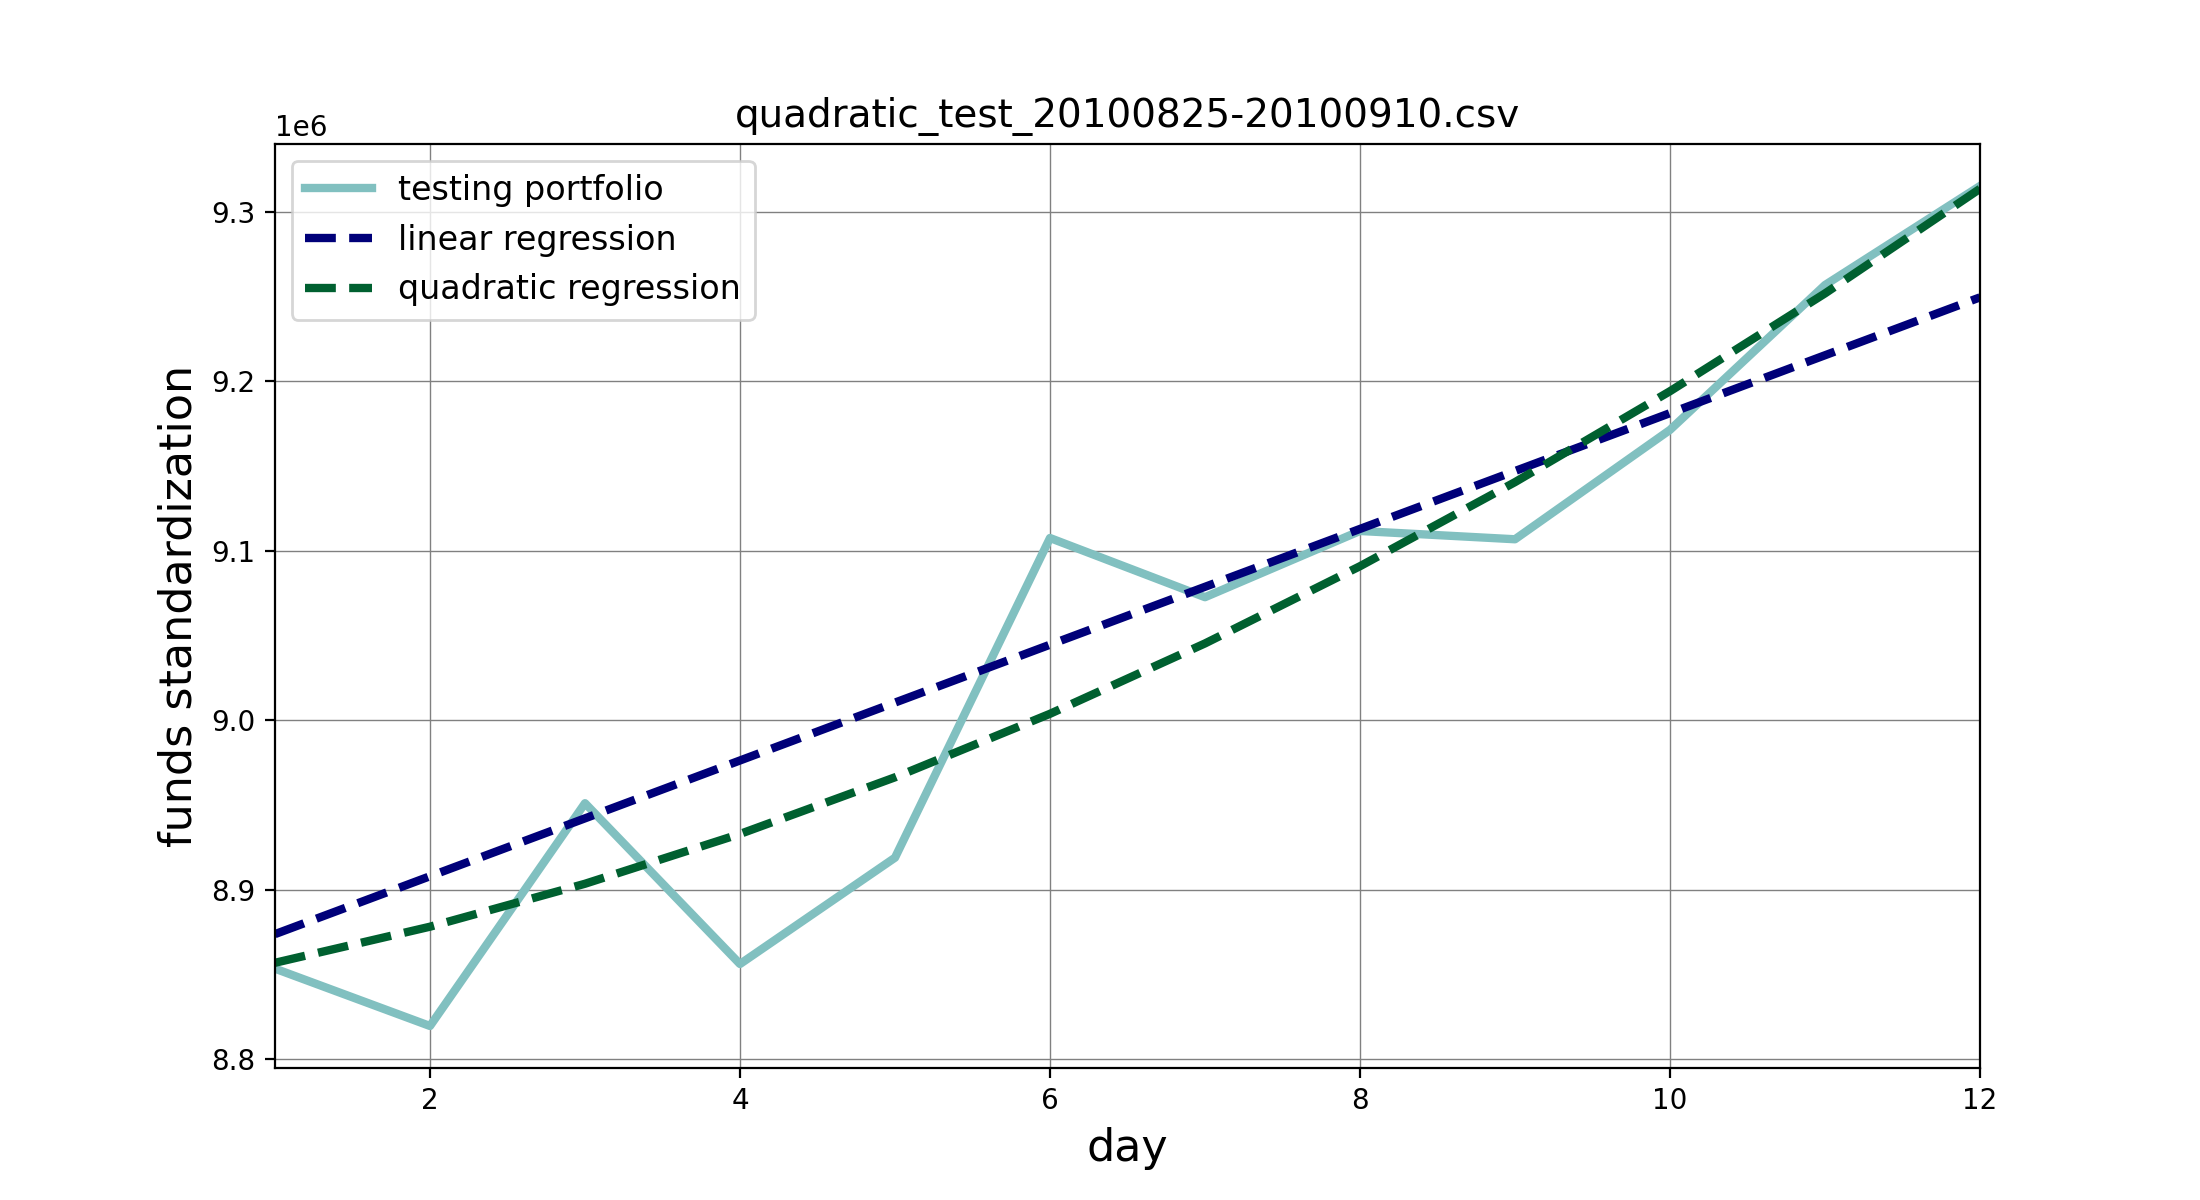 quadratic_test_20100825-20100910.csv
1e6
testing portfolio
linear regression
quadratic regression
9.3
9.2
9.1
9.0
8.9
8.8
funds standardization
2 4 6 8 10 12
day